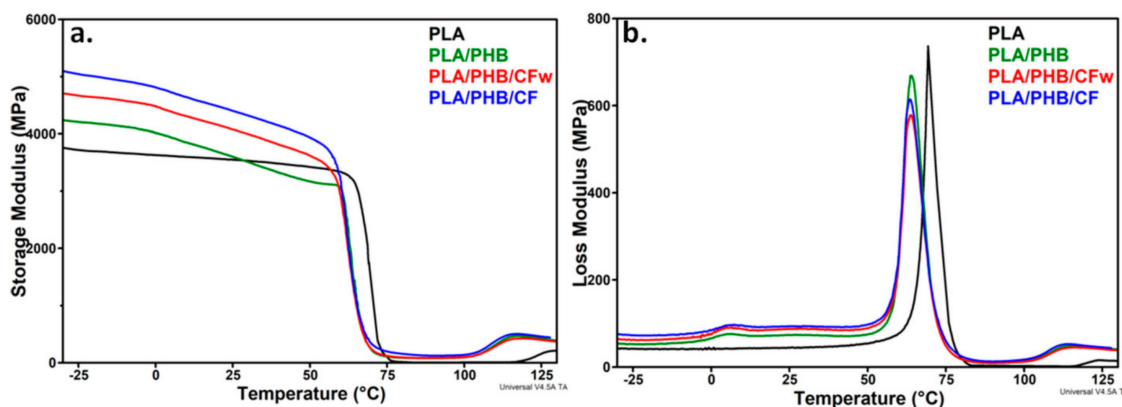 a.
PLA
PLA/PHB
PLA/PHB/CFw
PLA/PHB/CF
Storage Modulus (MPa)
6000
4000
2000
0
-25 0 25 50 75 100 125
Temperature (°C)
Universal V4.5A TA
b.
PLA
PLA/PHB
PLA/PHB/CFw
PLA/PHB/CF
Loss Modulus (MPa)
800
600
400
200
0
-25 0 25 50 75 100 125
Temperature (°C)
Universal V4.5A T